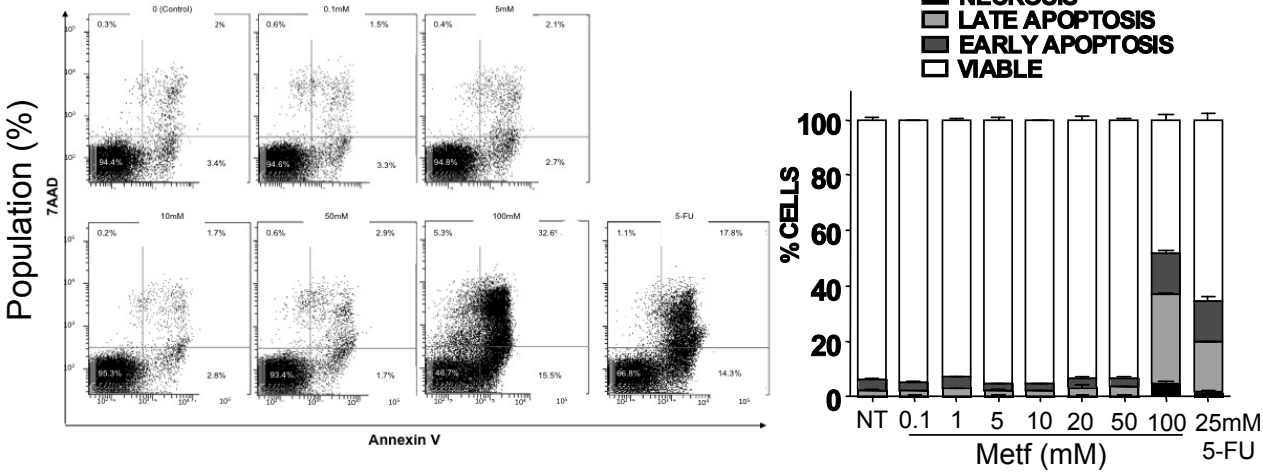 0 (Control)
0.3%
2%
94.4%
3.4%
0.1mM
0.6%
1.5%
94.6%
3.3%
5mM
0.4%
2.1%
94.8%
2.7%
10mM
0.2%
1.7%
95.3%
2.8%
50mM
0.6%
2.9%
93.4%
1.7%
100mM
5.3%
46.7%
15.5%
5-FU
1.1%
17.8%
66.8%
14.3%
Population (%)
7AAD
Annexin V
NECROSIS
LATE APOPTOSIS
EARLY APOPTOSIS
VIABLE
% CELLS
100
80
60
40
20
0
NT 0.1 1 5 10 20 50 100 25mM
Metf (mM) 5-FU